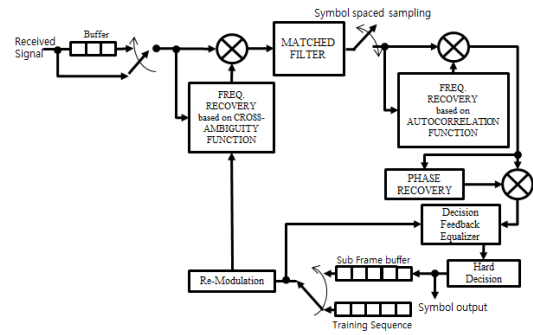 Symbol spaced sampling
Buffer
Received
Signal
MATCHED
FILTER
FREQ.
RECOVERY
based on CROSS-
AMBIGUITY
FUNCTION
FREQ.
RECOVERY
based on
AUTOCORRELATION
FUNCTION
PHASE
RECOVERY
Decision
Feedback
Equalizer
Sub Frame buffer
Re-Modulation
Hard
Decision
Symbol output
Training Sequence